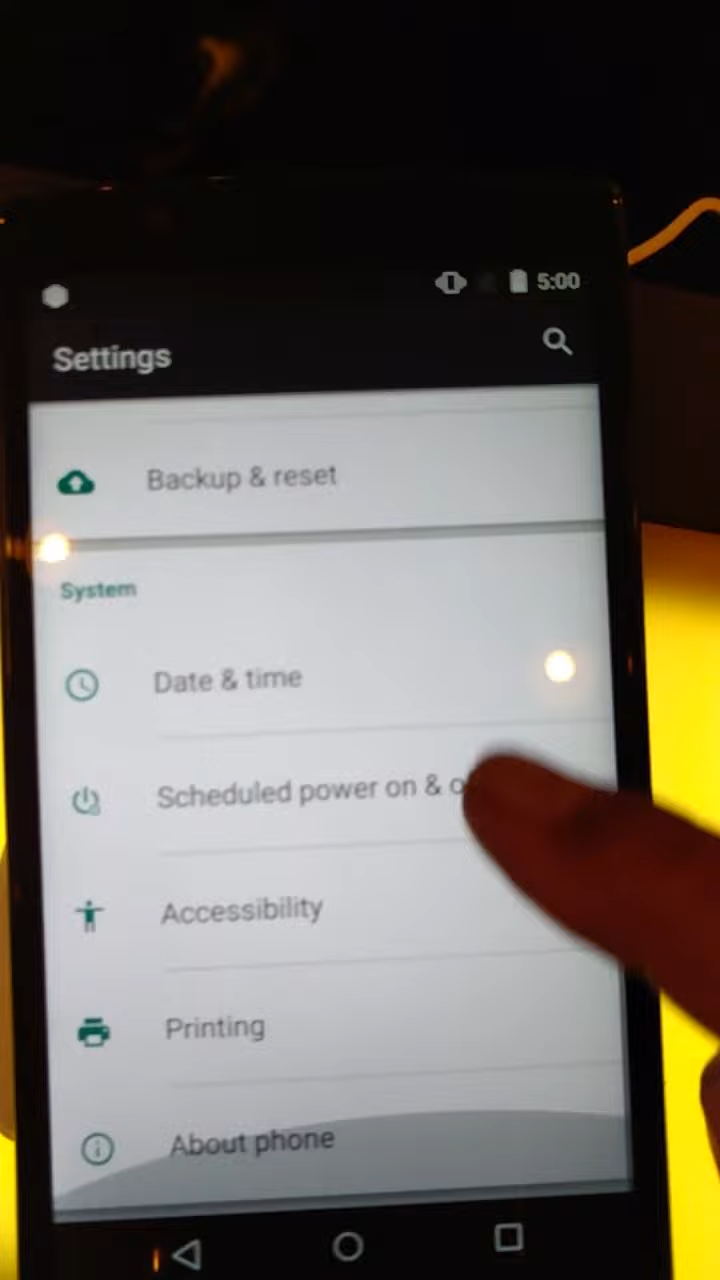 5:00
Settings
Backup & reset
System
Date & time
Scheduled power on &
Accessibility
Printing
About phone